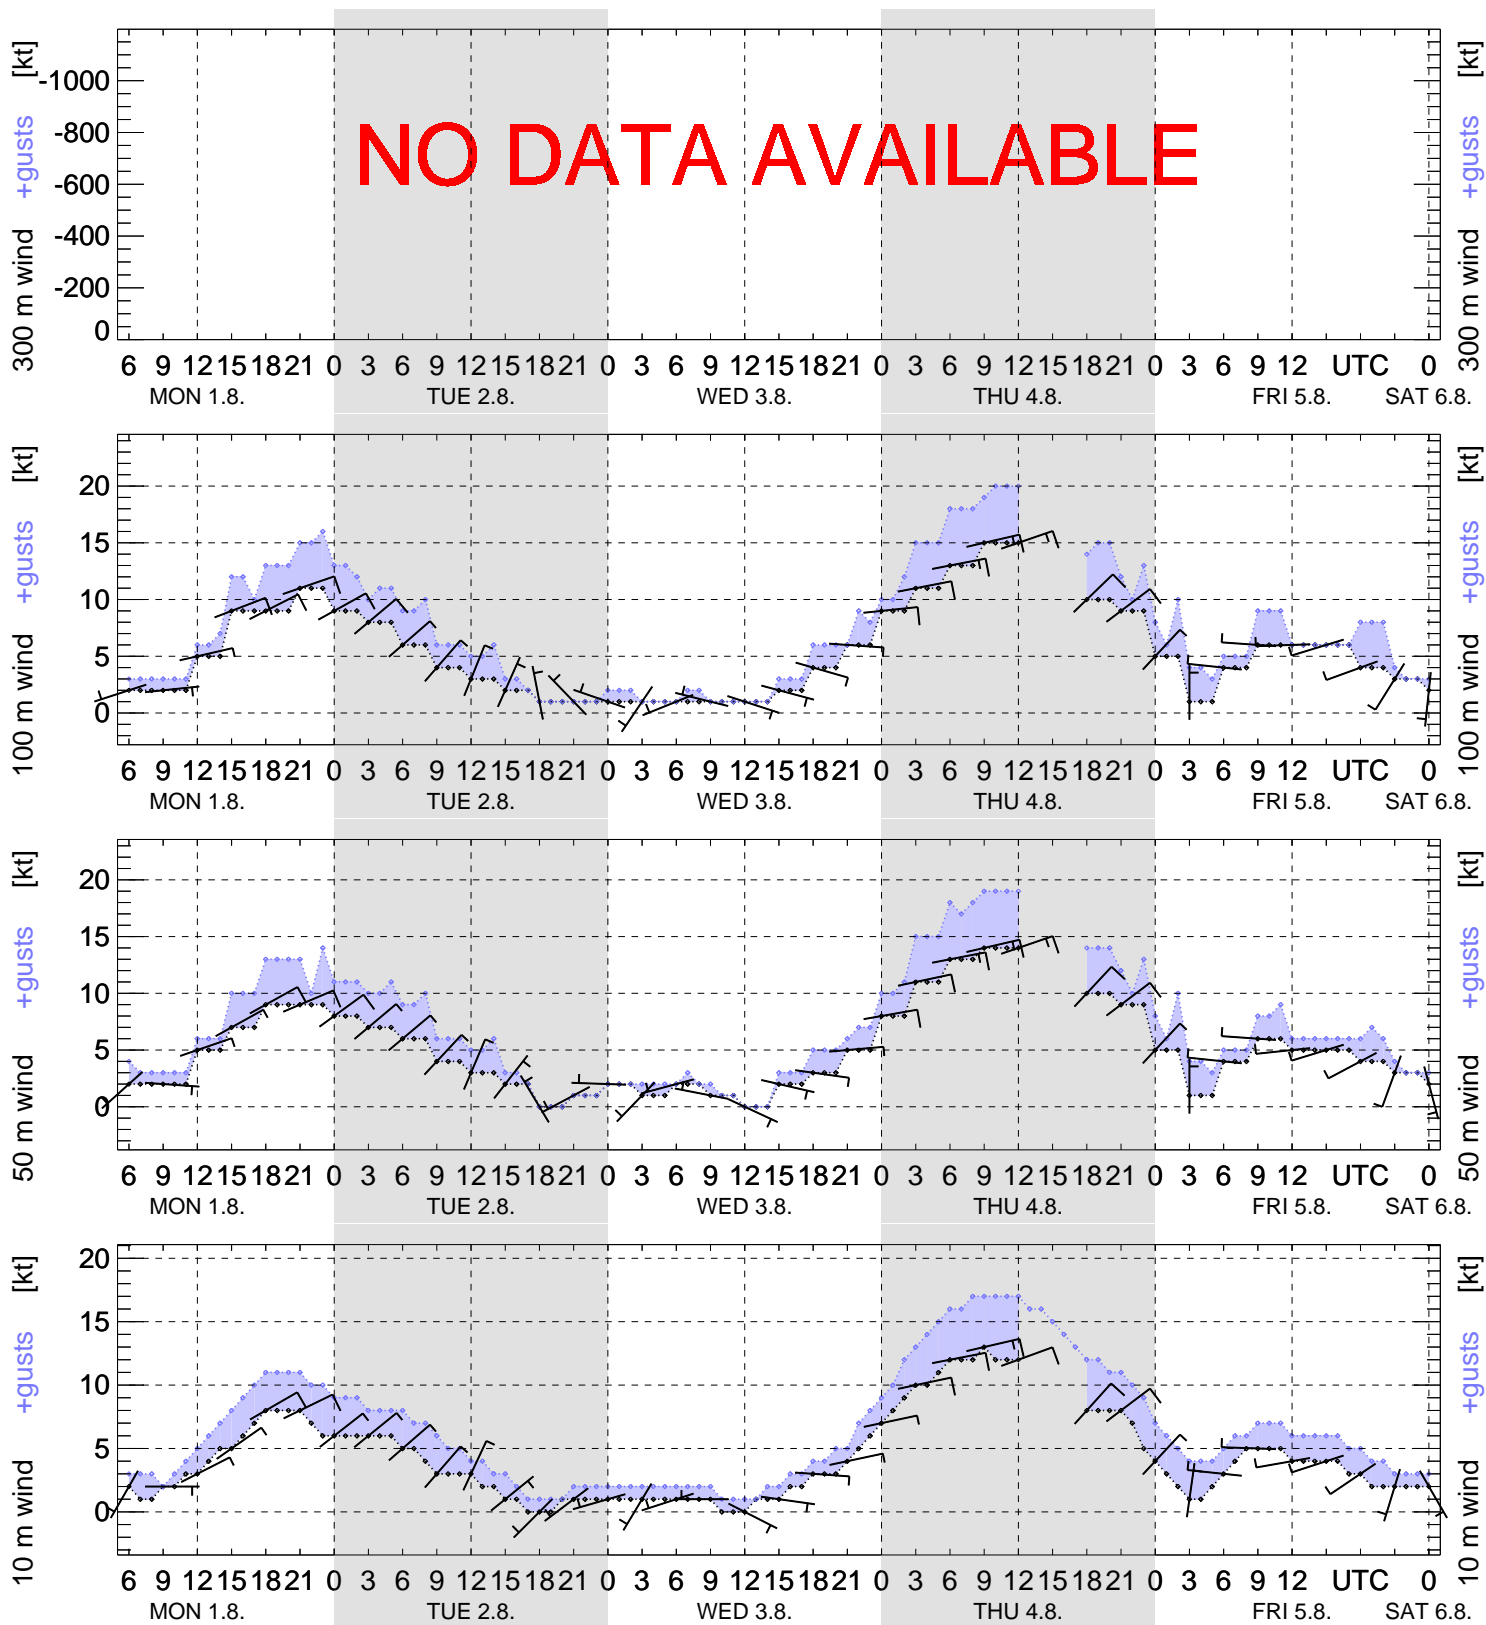 300 m wind +gusts [kt]
-1000
-800
-600
-400
-200
0
NO DATA AVAILABLE
300 m wind +gusts [kt]
6 9 12 15 18 21 0 3 6 9 12 15 18 21 0 3 6 9 12 15 18 21 0 3 6 9 12 15 18 21 0 3 6 9 12 UTC 0
MON 1.8. TUE 2.8. WED 3.8. THU 4.8. FRI 5.8. SAT 6.8.
100 m wind +gusts [kt]
20
15
10
5
0
100 m wind +gusts [kt]
6 9 12 15 18 21 0 3 6 9 12 15 18 21 0 3 6 9 12 15 18 21 0 3 6 9 12 15 18 21 0 3 6 9 12 UTC 0
MON 1.8. TUE 2.8. WED 3.8. THU 4.8. FRI 5.8. SAT 6.8.
50 m wind +gusts [kt]
20
15
10
5
0
50 m wind +gusts [kt]
6 9 12 15 18 21 0 3 6 9 12 15 18 21 0 3 6 9 12 15 18 21 0 3 6 9 12 15 18 21 0 3 6 9 12 UTC 0
MON 1.8. TUE 2.8. WED 3.8. THU 4.8. FRI 5.8. SAT 6.8.
10 m wind +gusts [kt]
20
15
10
5
0
10 m wind +gusts [kt]
6 9 12 15 18 21 0 3 6 9 12 15 18 21 0 3 6 9 12 15 18 21 0 3 6 9 12 15 18 21 0 3 6 9 12 UTC 0
MON 1.8. TUE 2.8. WED 3.8. THU 4.8. FRI 5.8. SAT 6.8.